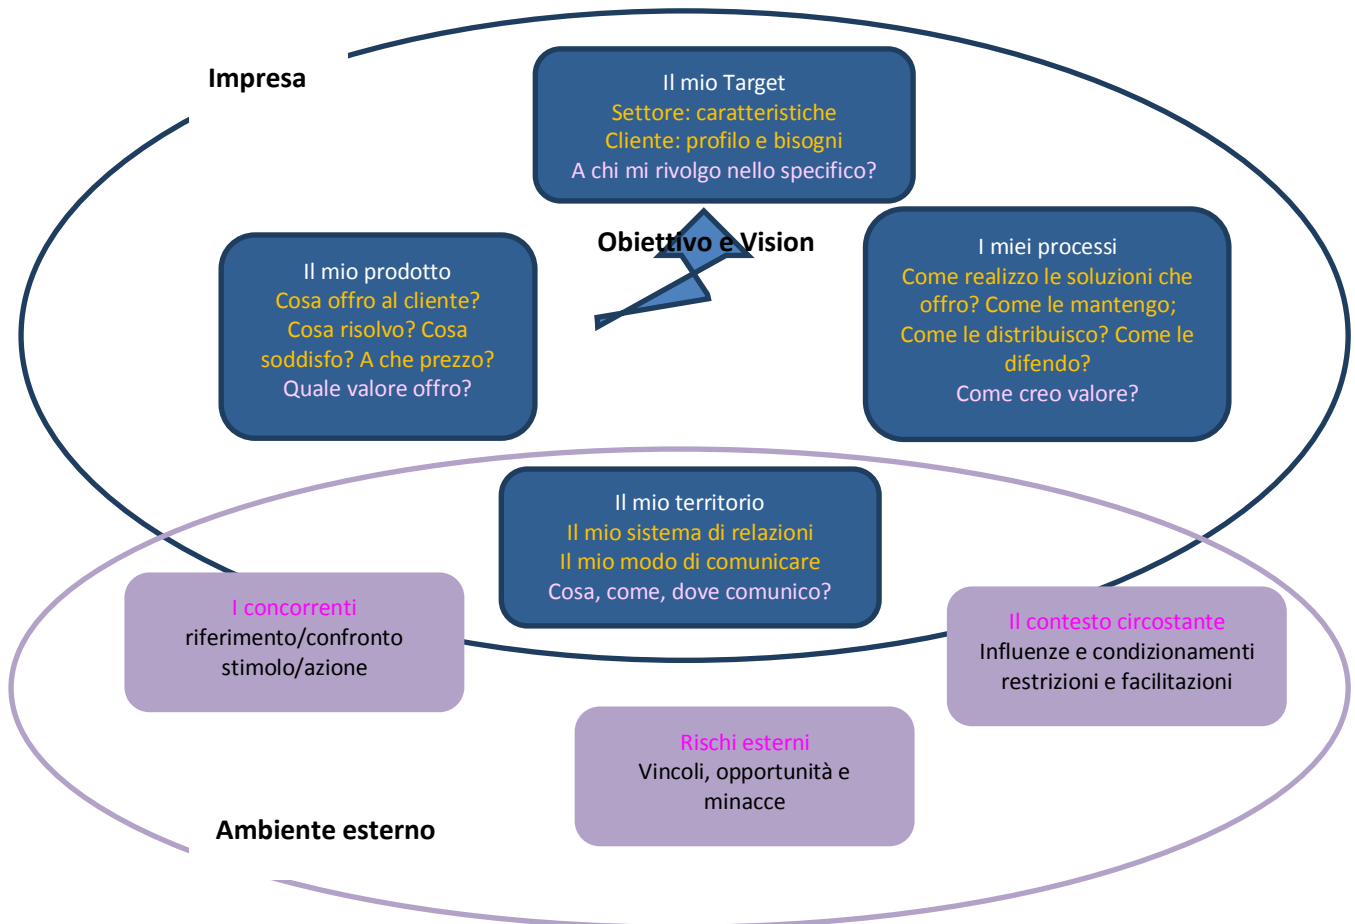 Impresa
Il mio Target
Settore: caratteristiche
Cliente: profilo e bisogni
A chi mi rivolgo nello specifico?
Obiettivo e Vision
Il mio prodotto
Cosa offro al cliente?
Cosa risolvo? Cosa
soddisfo? A che prezzo?
Quale valore offro?
I miei processi
Come realizzo le soluzioni che
offro? Come le mantengo;
Come le distribuisco? Come le
difendo?
Come creo valore?
Il mio territorio
Il mio sistema di relazioni
Il mio modo di comunicare
Cosa, come, dove comunico?
I concorrenti
riferimento/confronto
stimolo/azione
Il contesto circostante
Influenze e condizionamenti
restrizioni e facilitazioni
Rischi esterni
Vincoli, opportunità e
minacce
Ambiente esterno